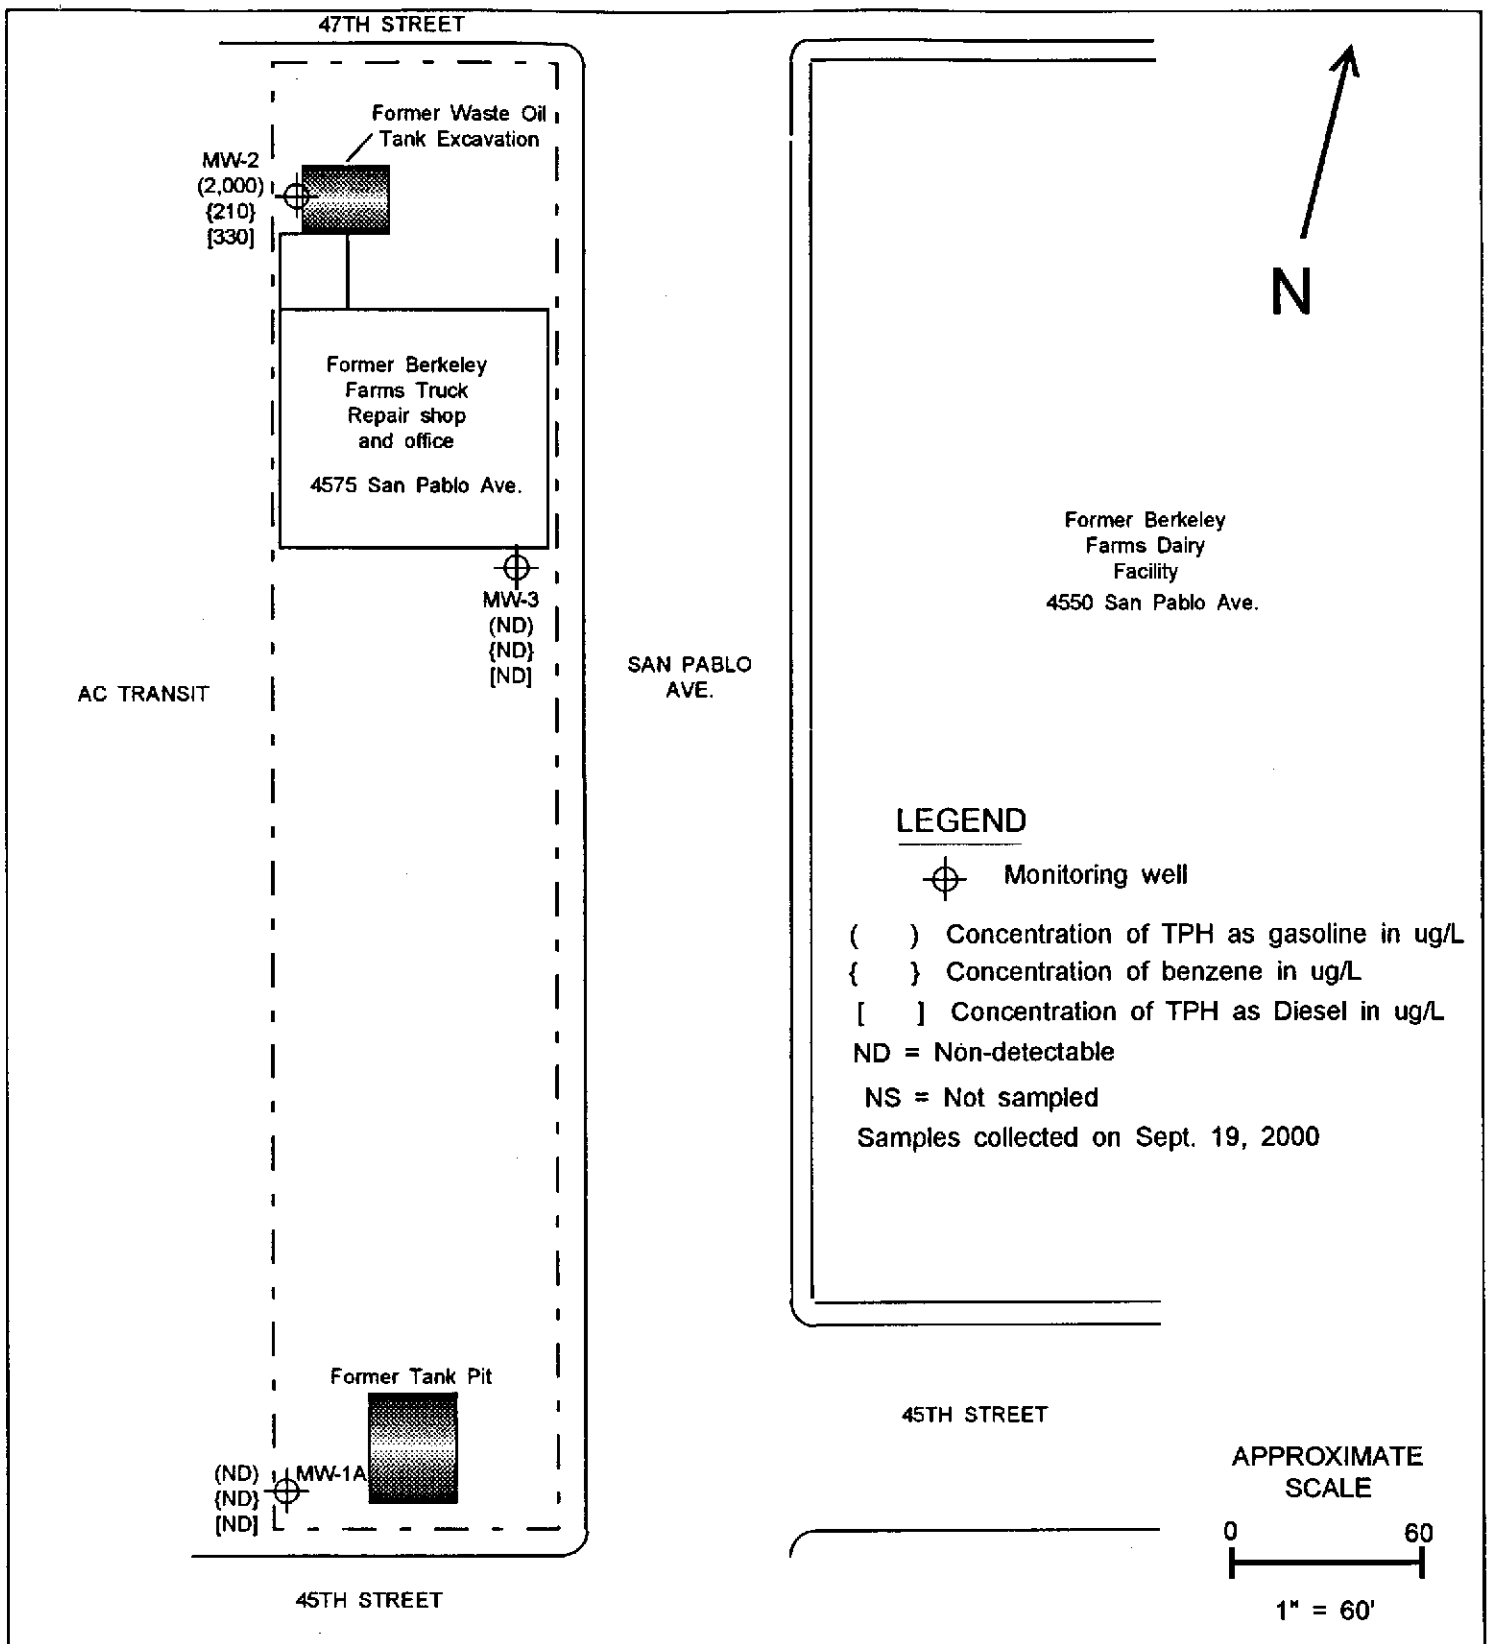 47TH STREET
Former Waste Oil
Tank Excavation
MW-2
(2,000)
{210}
[330]
N
Former Berkeley
Farms Truck
Repair shop
and office
4575 San Pablo Ave.
Former Berkeley
Farms Dairy
Facility
4550 San Pablo Ave.
MW-3
(ND)
{ND}
[ND]
SAN PABLO
AVE.
AC TRANSIT
LEGEND
Monitoring well
( ) Concentration of TPH as gasoline in ug/L
{ } Concentration of benzene in ug/L
[ ] Concentration of TPH as Diesel in ug/L
ND = Non-detectable
NS = Not sampled
Samples collected on Sept. 19, 2000
Former Tank Pit
45TH STREET
(ND) MW-1A
{ND}
[ND]
APPROXIMATE
SCALE
0 60
1" = 60'
45TH STREET